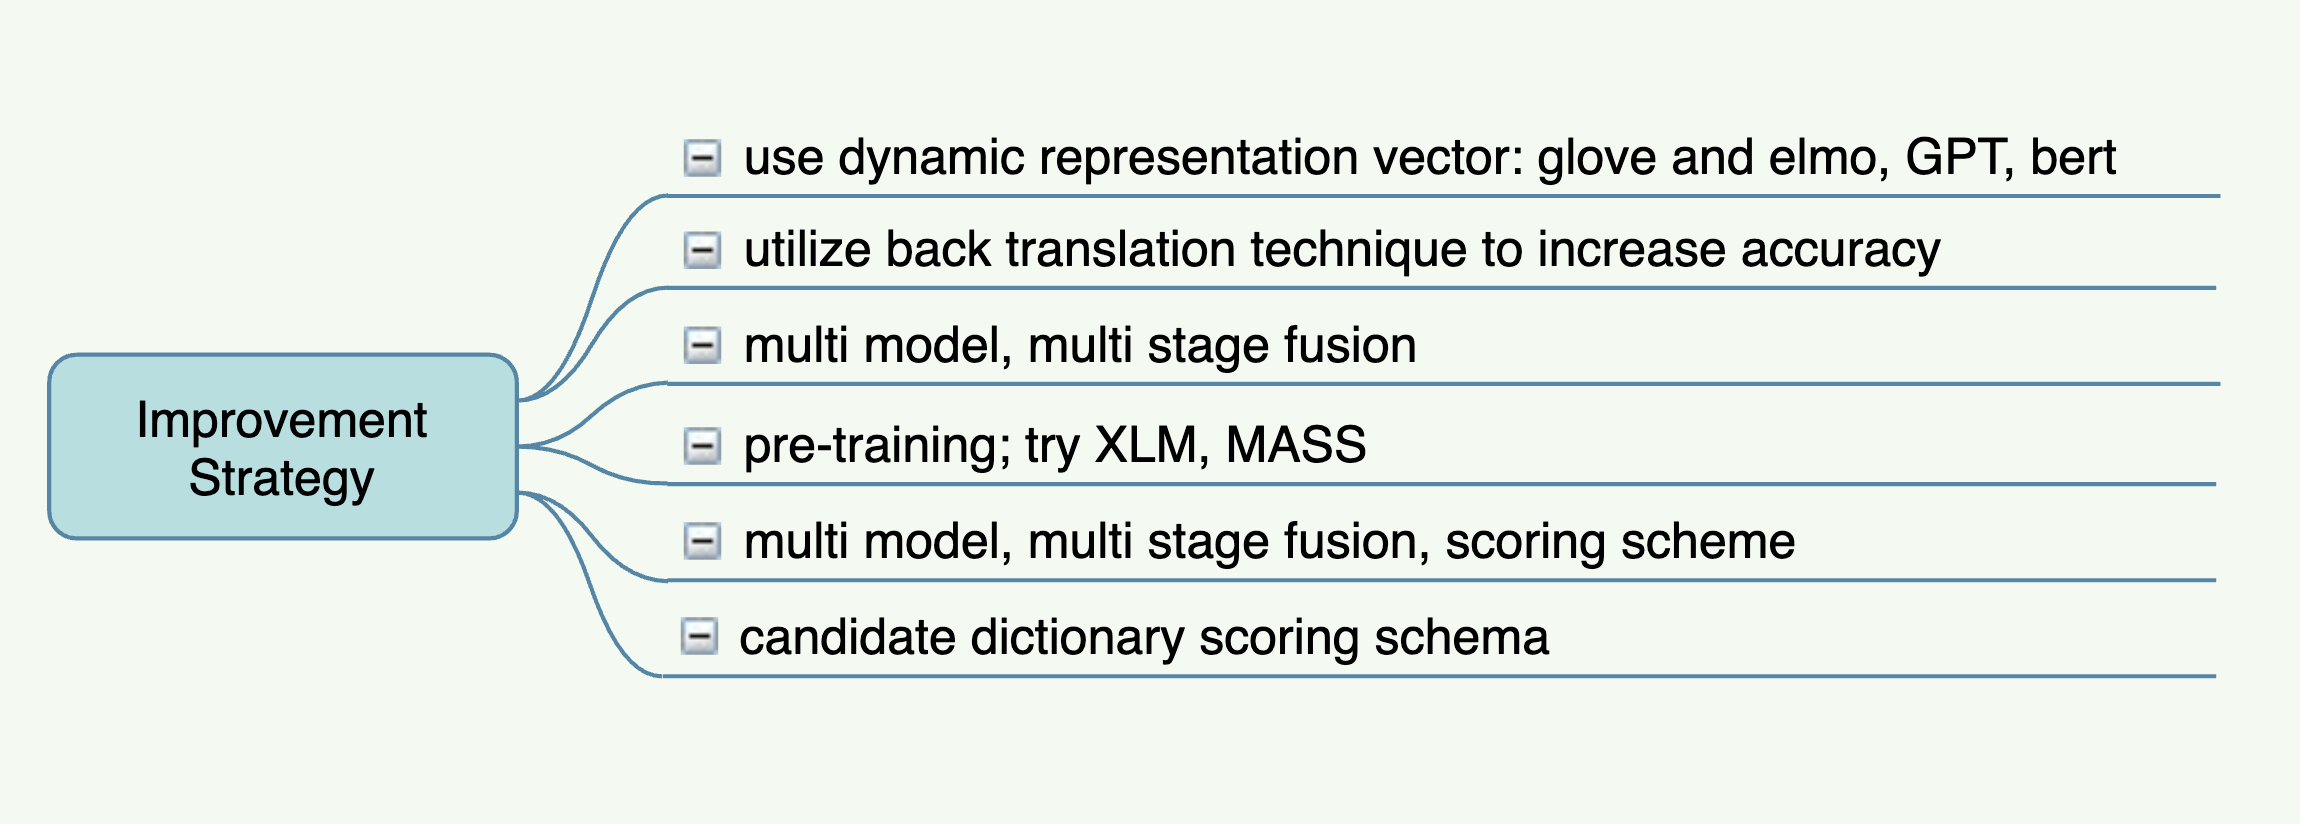 Improvement
Strategy
use dynamic representation vector: glove and elmo, GPT, bert
utilize back translation technique to increase accuracy
multi model, multi stage fusion
pre-training; try XLM, MASS
multi model, multi stage fusion, scoring scheme
candidate dictionary scoring schema